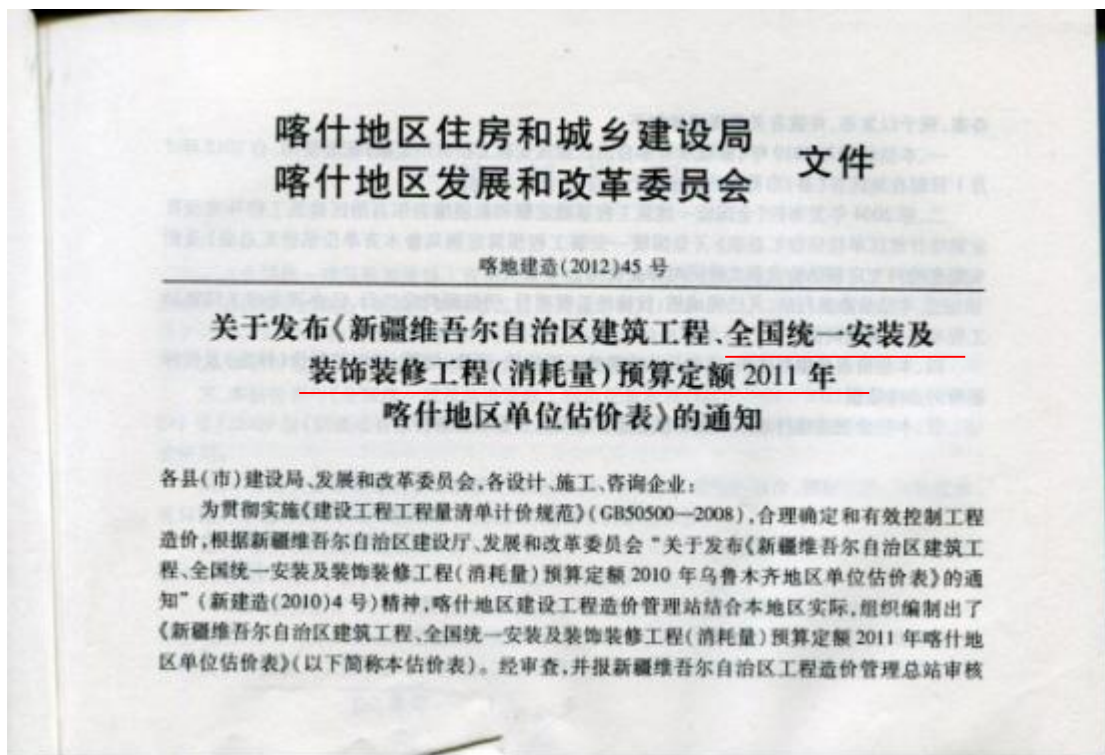 喀什地区住房和城乡建设局
喀什地区发展和改革委员会 文件
喀地建造(2012)45 号
关于发布《新疆维吾尔自治区建筑工程、全国统一安装及
装饰装修工程(消耗量)预算定额 2011 年
喀什地区单位估价表》的通知
各县(市)建设局、发展和改革委员会,各设计、施工、咨询企业:
为贯彻实施《建设工程工程量清单计价规范》(GB50500—2008),合理确定和有效控制工程
造价,根据新疆维吾尔自治区建设厅、发展和改革委员会“关于发布《新疆维吾尔自治区建筑工
程、全国统一安装及装饰装修工程(消耗量)预算定额 2010 年乌鲁木齐地区单位估价表》的通
知”(新建造(2010)4 号)精神,喀什地区建设工程造价管理站结合本地区实际,组织编制出了
《新疆维吾尔自治区建筑工程、全国统一安装及装饰装修工程(消耗量)预算定额 2011 年喀什地
区单位估价表》(以下简称本估价表)。经审查,并报新疆维吾尔自治区工程造价管理总站审核